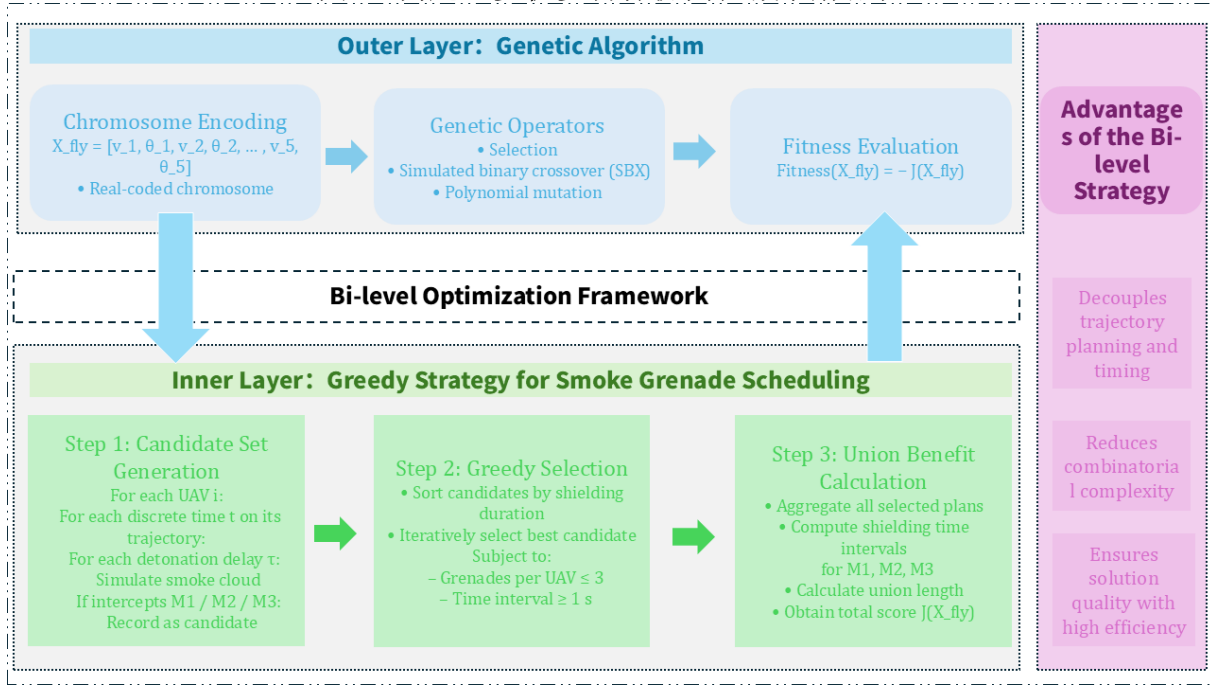 Outer Layer：Genetic Algorithm
Chromosome Encoding
X_fly = [v_1, θ_1, v_2, θ_2, ... , v_5,
θ_5]
• Real-coded chromosome
Genetic Operators
• Selection
• Simulated binary crossover (SBX)
• Polynomial mutation
Fitness Evaluation
Fitness(X_fly) = − J(X_fly)
Bi-level Optimization Framework
Inner Layer：Greedy Strategy for Smoke Grenade Scheduling
Step 1: Candidate Set
Generation
For each UAV i:
For each discrete time t on its
trajectory:
For each detonation delay τ:
Simulate smoke cloud
If intercepts M1 / M2 / M3:
Record as candidate
Step 2: Greedy Selection
• Sort candidates by shielding
duration
• Iteratively select best candidate
Subject to:
– Grenades per UAV ≤ 3
– Time interval ≥ 1 s
Step 3: Union Benefit
Calculation
• Aggregate all selected plans
• Compute shielding time
intervals
for M1, M2, M3
• Calculate union length
• Obtain total score J(X_fly)
Advantage
s of the Bi-
level
Strategy
Decouples
trajectory
planning and
timing
Reduces
combinatoria
l complexity
Ensures
solution
quality with
high efficiency